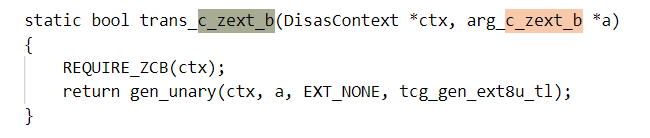 static bool trans_c_zext_b(DisasContext *ctx, arg_c_zext_b *a)
{
    REQUIRE_ZCB(ctx);
    return gen_unary(ctx, a, EXT_NONE, tcg_gen_ext8u_tl);
}